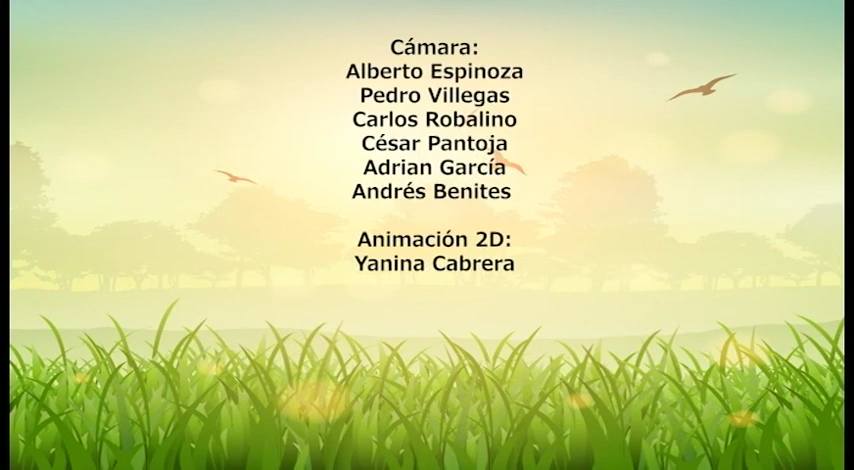 Cámara:
Alberto Espinoza
Pedro Villegas
Carlos Robalino
César Pantoja
Adrian García
Andrés Benites
Animación 2D:
Yanina Cabrera